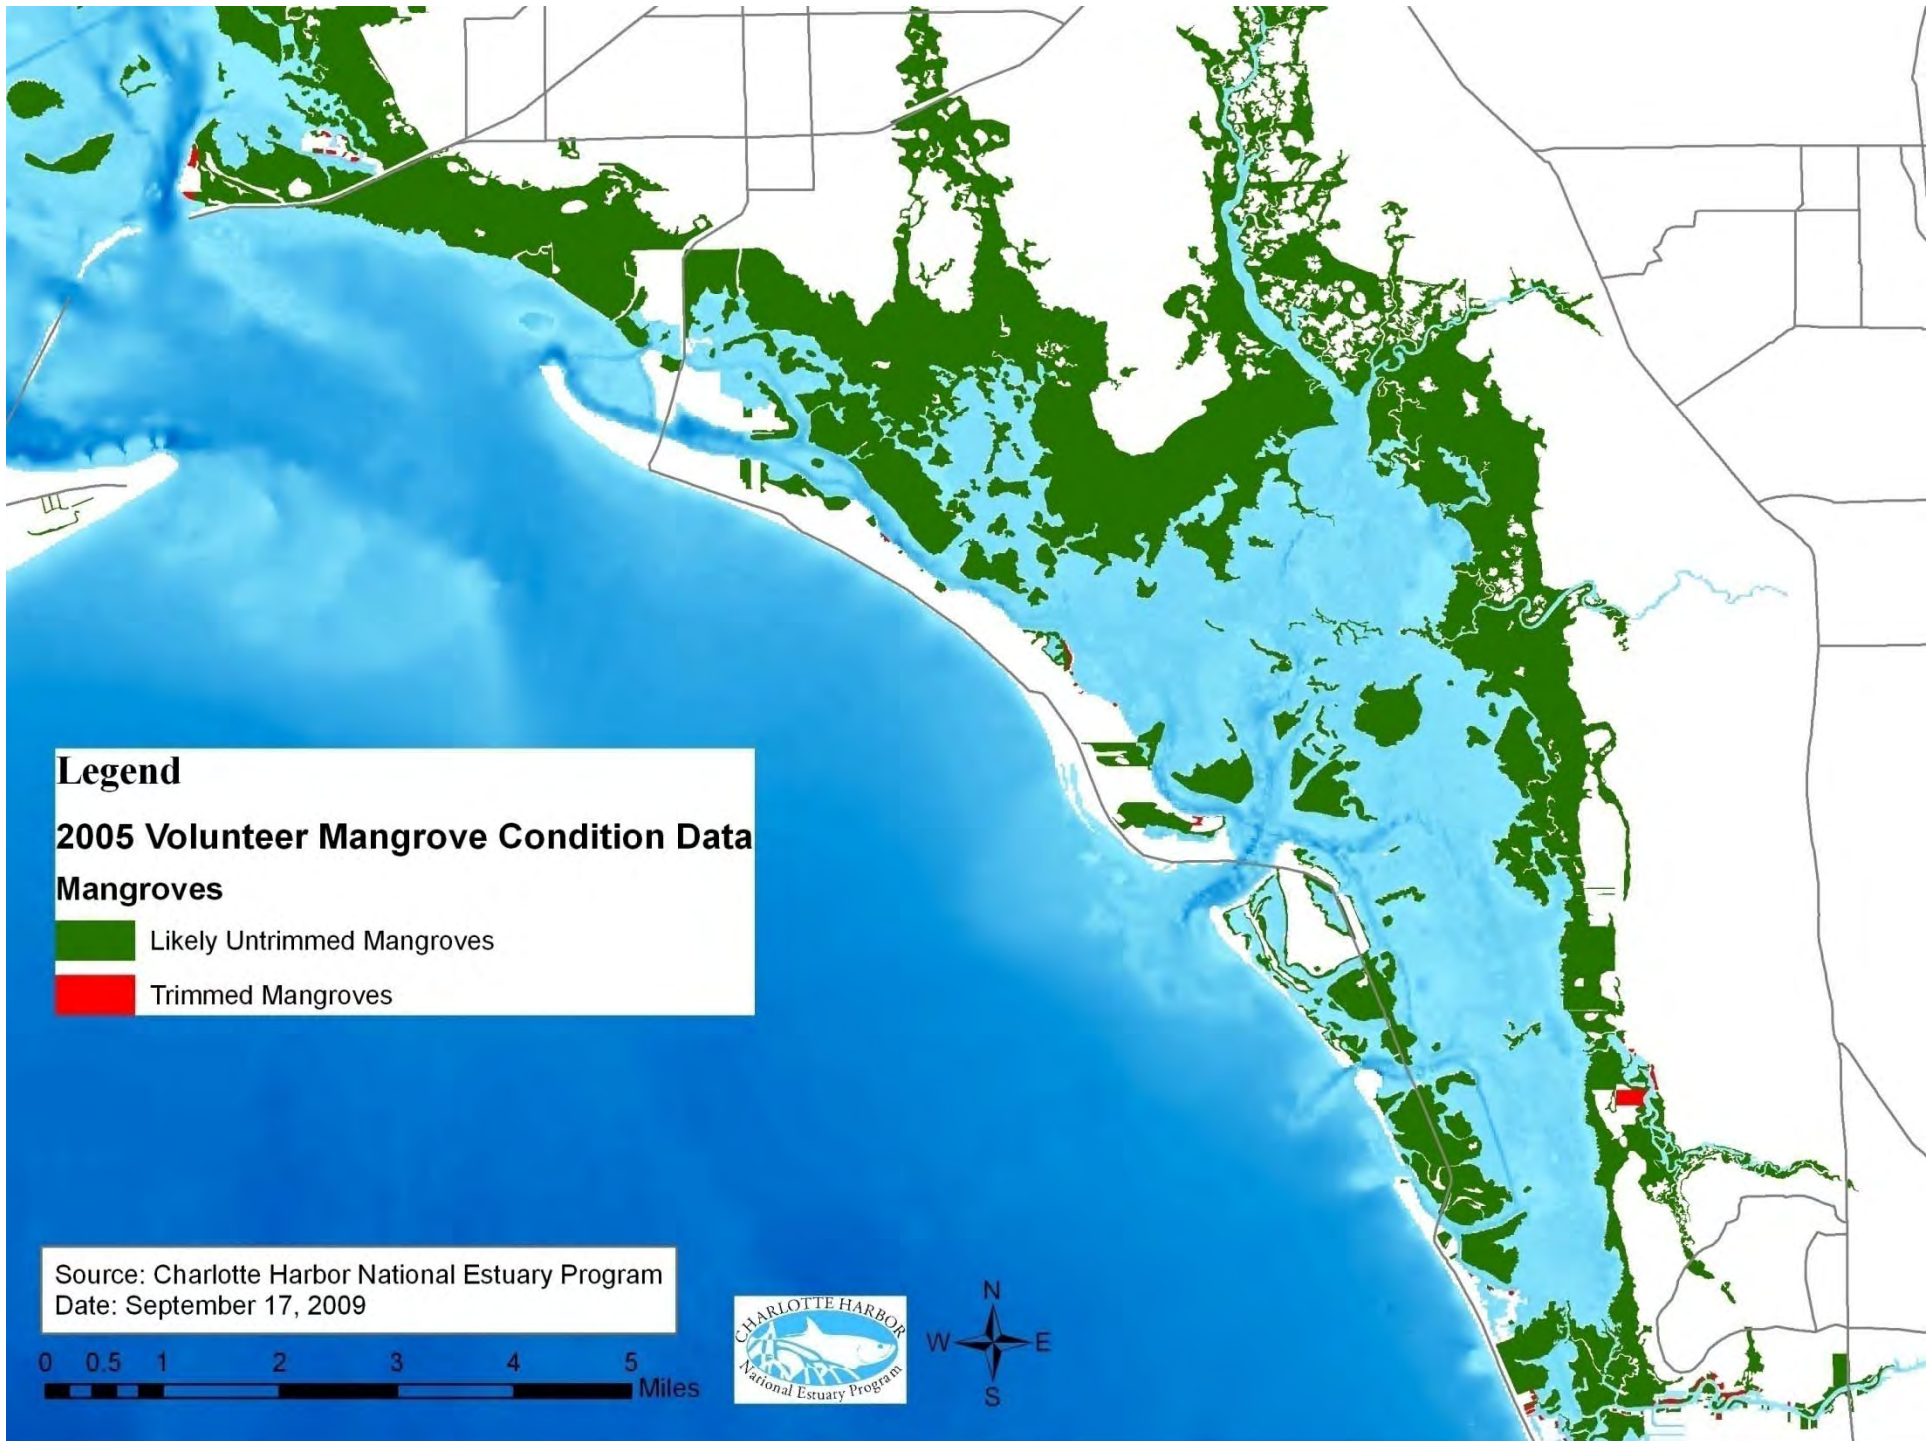 Legend
2005 Volunteer Mangrove Condition Data
Mangroves
Likely Untrimmed Mangroves
Trimmed Mangroves
Source: Charlotte Harbor National Estuary Program
Date: September 17, 2009
0 0.5 1 2 3 4 5
Miles
CHARLOTTE HARBOR
National Estuary Program
N
W E
S